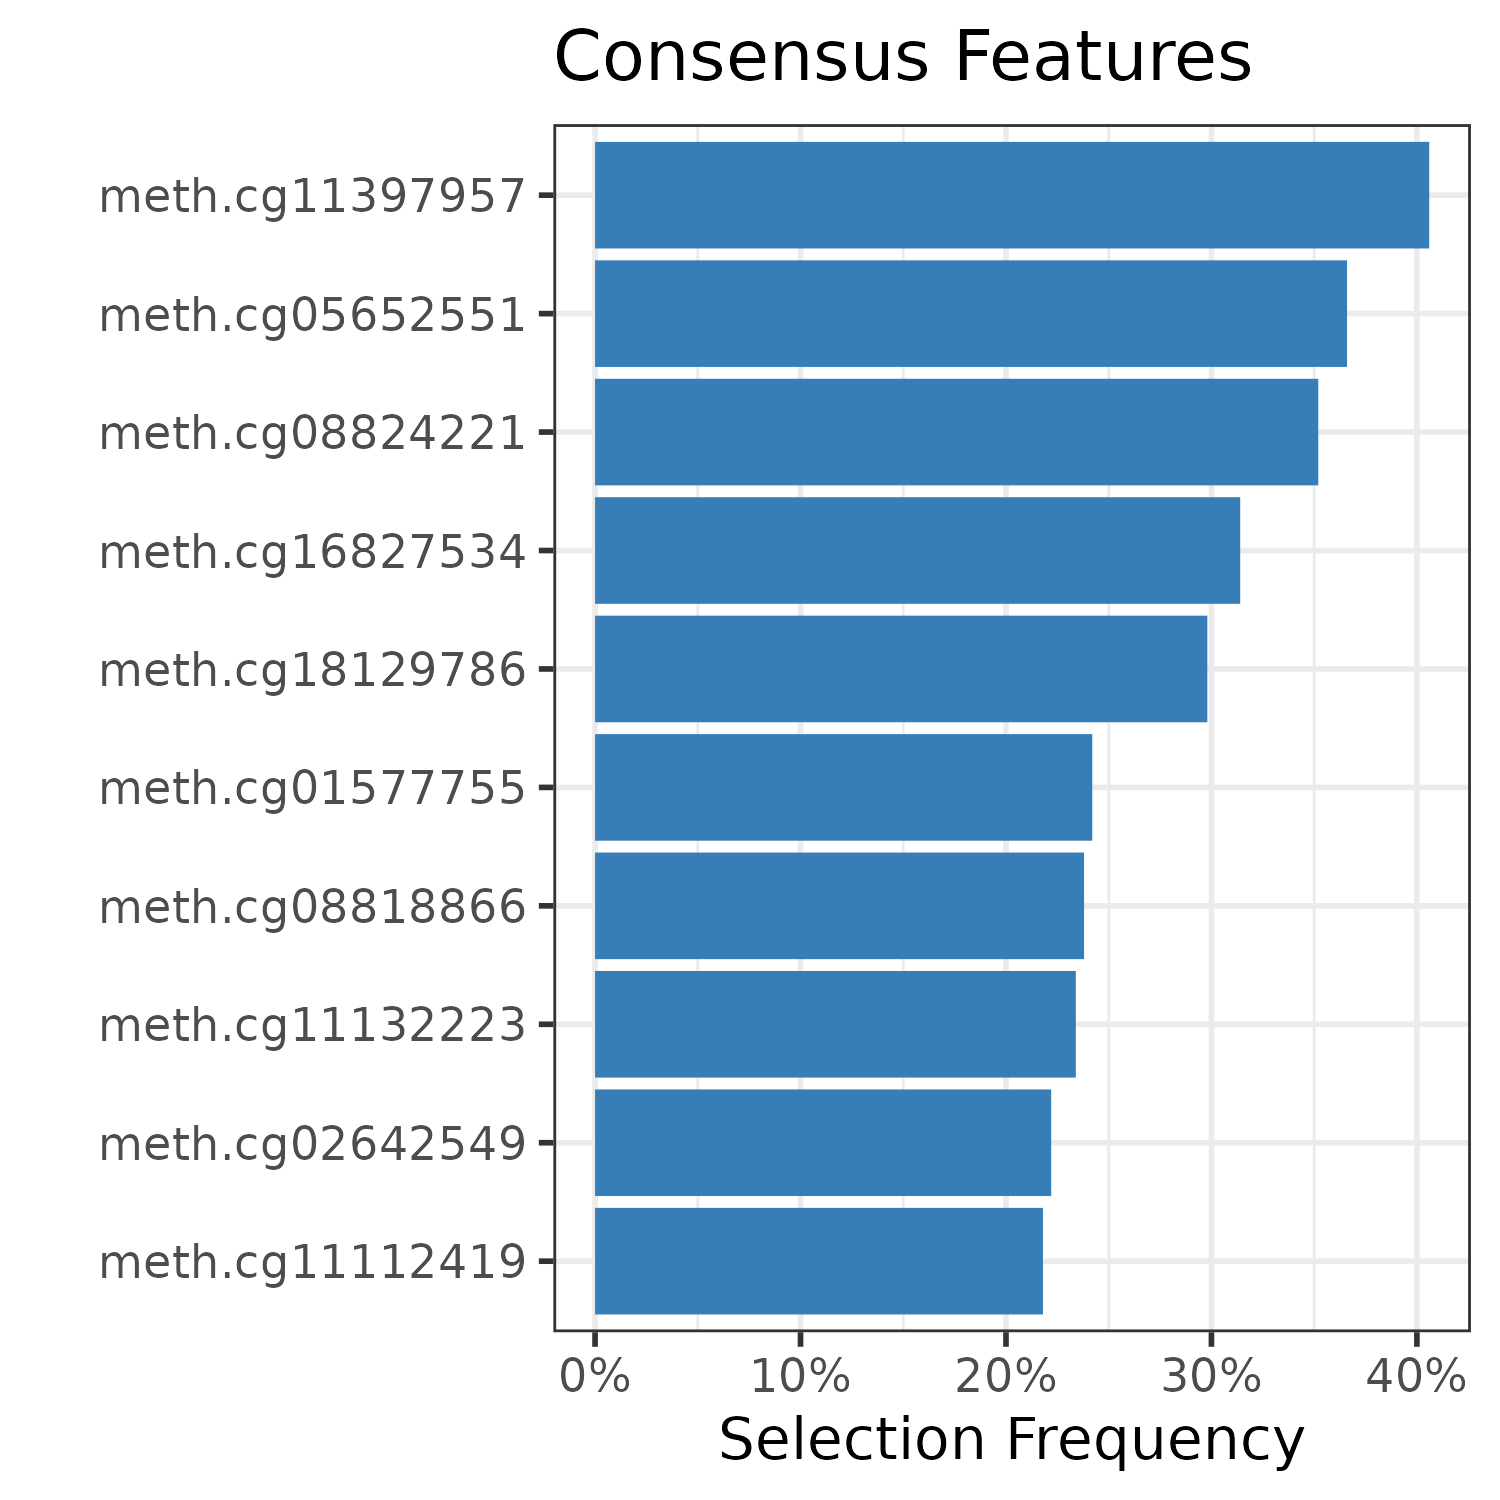 Consensus Features
meth.cg11397957
meth.cg05652551
meth.cg08824221
meth.cg16827534
meth.cg18129786
meth.cg01577755
meth.cg08818866
meth.cg11132223
meth.cg02642549
meth.cg11112419
0% 10% 20% 30% 40%
Selection Frequency